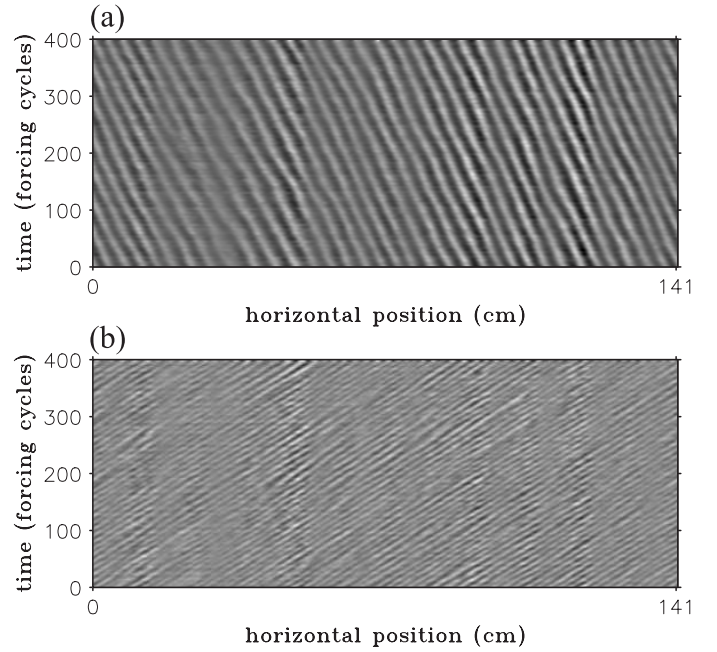 (a)
400
300
200
100
0
time (forcing cycles)
0 141
horizontal position (cm)
(b)
400
300
200
100
0
time (forcing cycles)
0 141
horizontal position (cm)